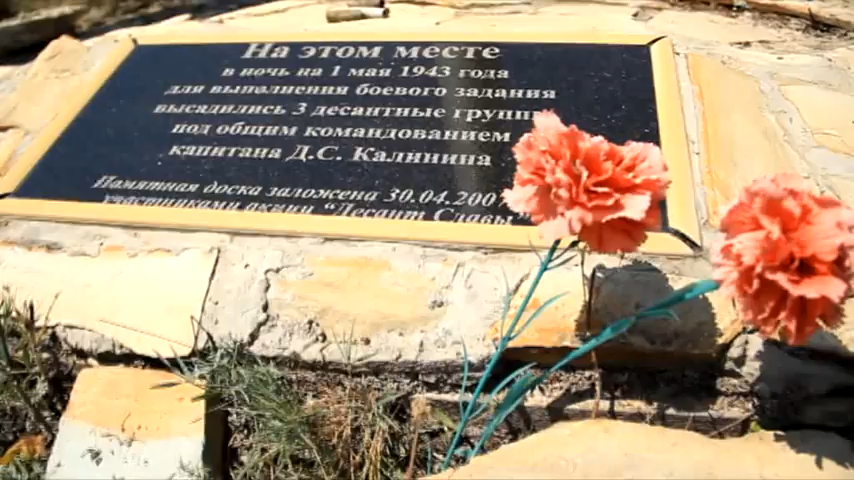 На этом месте
в ночь на 1 мая 1943 года
для выполнения боевого задания
высадились 3 десантные группы
под общим командованием
капитана Д.С. Калинина
Памятная доска заложена 30.04.2007
участниками акции "Десант Славы"